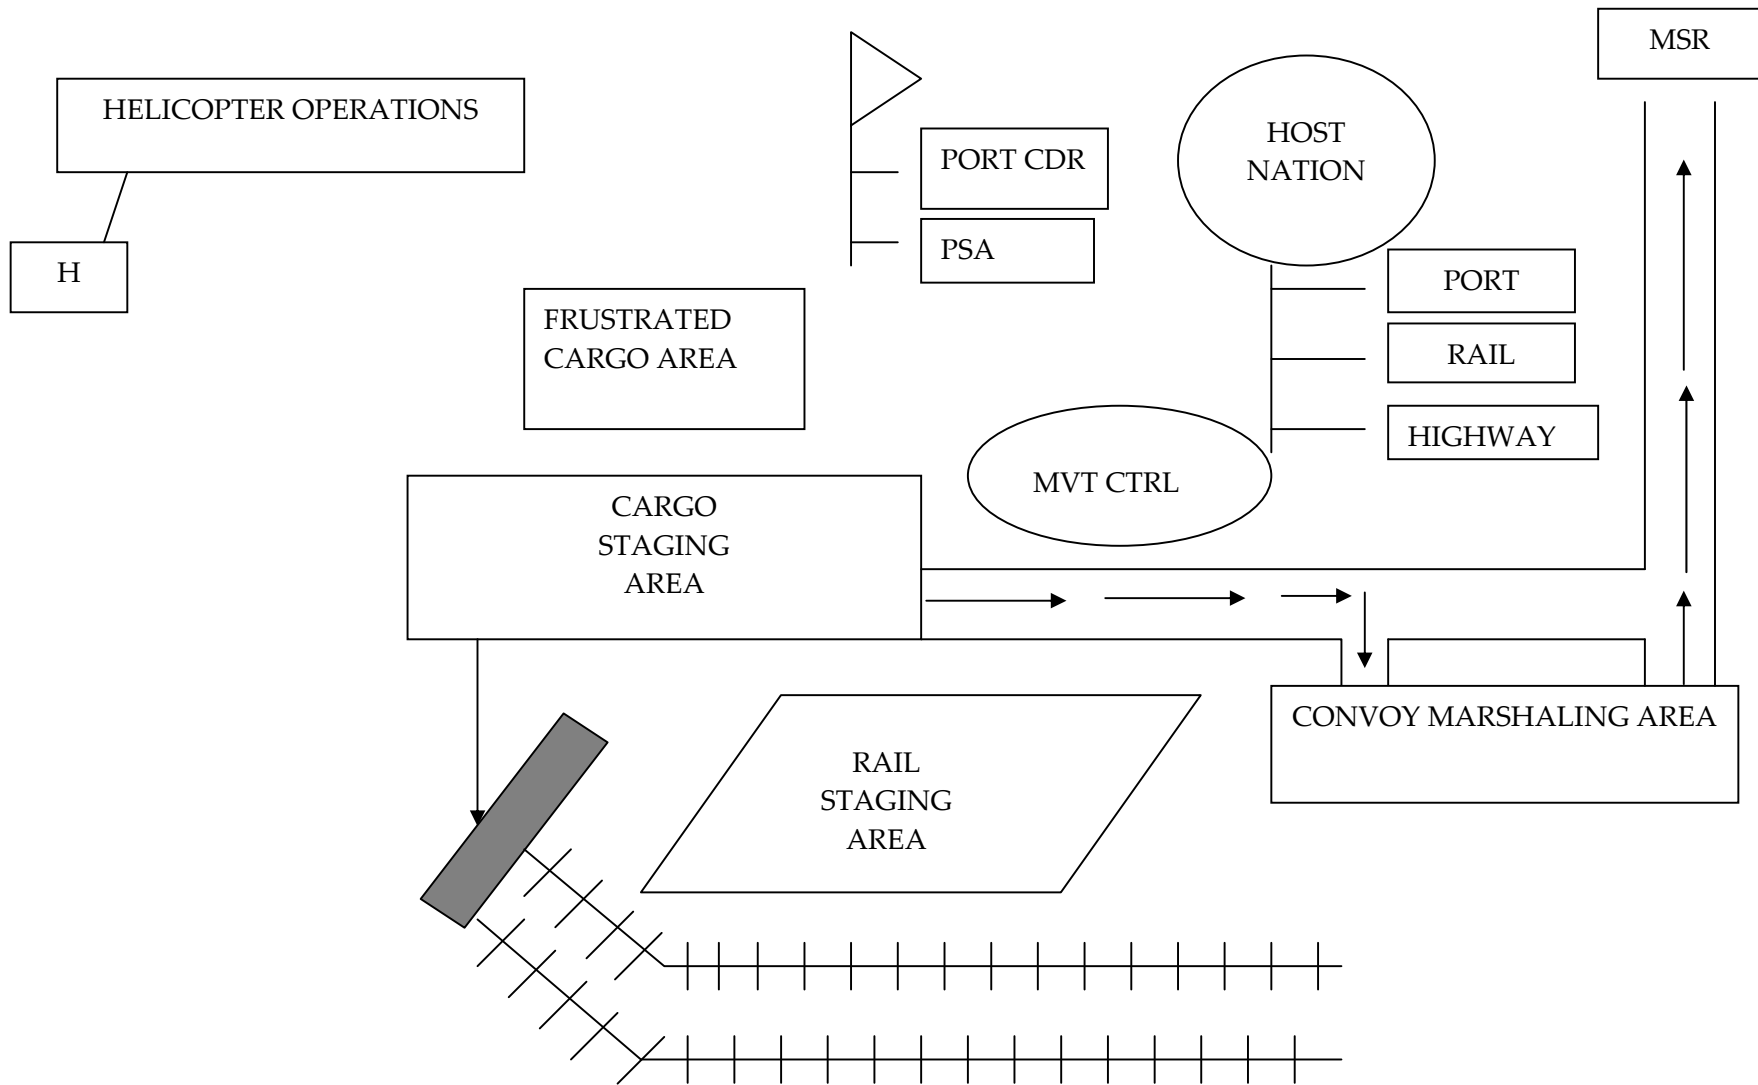 MSR
HELICOPTER OPERATIONS
HOST
NATION
PORT CDR
PSA
H
PORT
FRUSTRATED
CARGO AREA
RAIL
HIGHWAY
MVT CTRL
CARGO
STAGING
AREA
CONVOY MARSHALING AREA
RAIL
STAGING
AREA